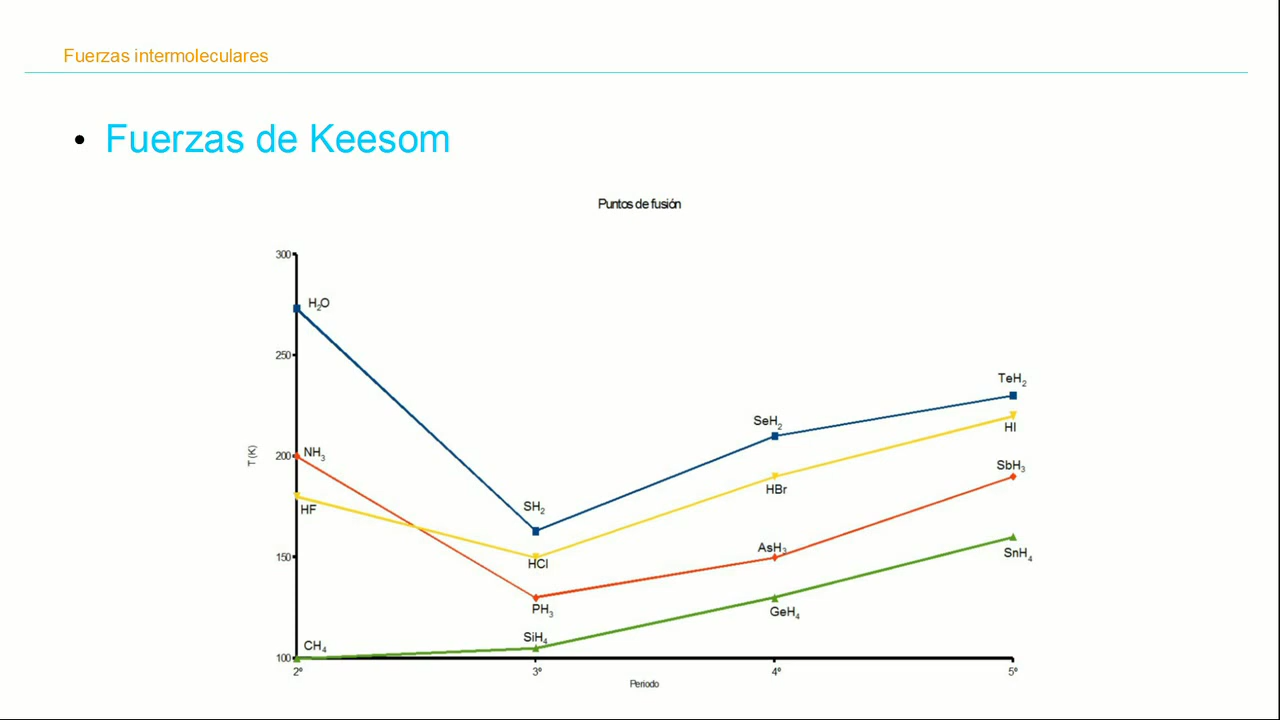 Fuerzas intermoleculares
• Fuerzas de Keesom
Puntos de fusión
300
H₂O
250
TeH₂
SeH₂
HI
T (K)
200
NH₃
SbH₃
HBr
HF
SH₂
150
HCl
AsH₃
SnH₄
PH₃
GeH₄
SiH₄
CH₄
100
2º
3º
4º
5º
Periodo